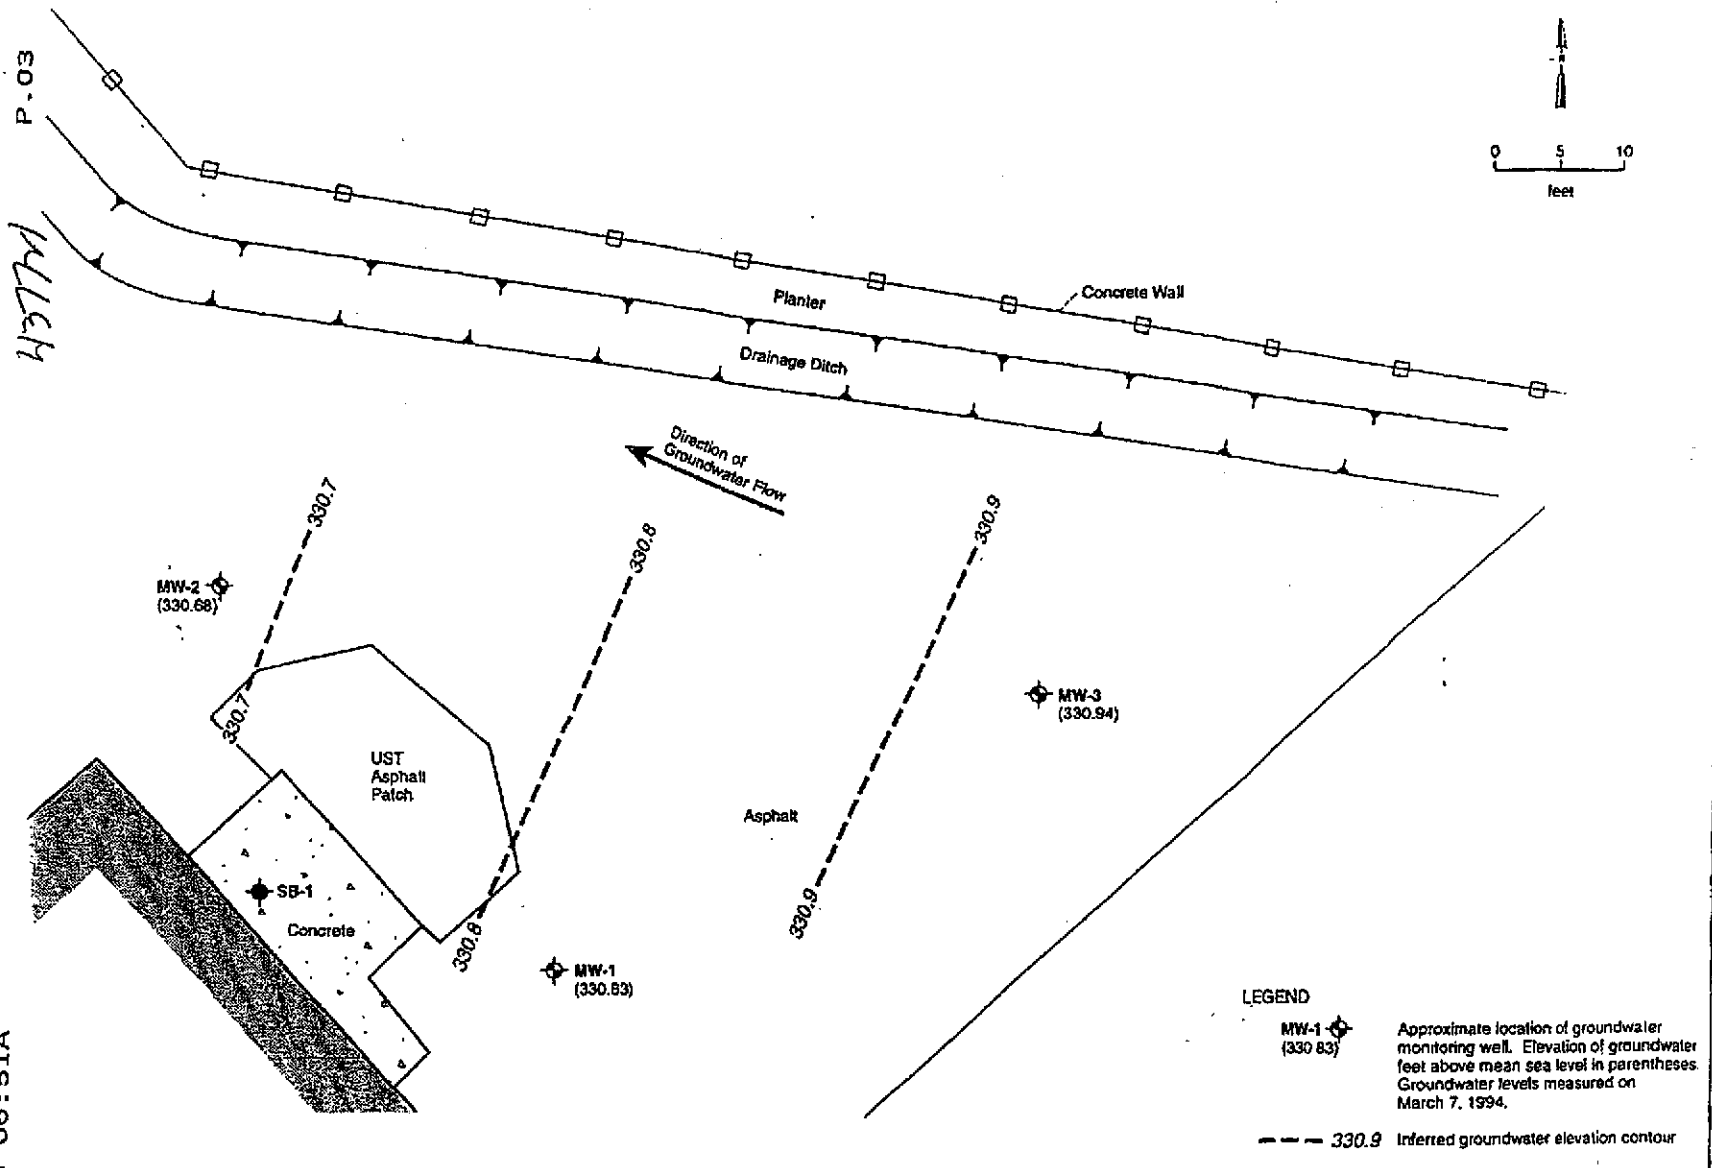 P.03
0 5 10
feet
Concrete Wall
Planter
Drainage Ditch
Direction of
Groundwater Flow
330.7
330.8
330.9
MW-2
(330.68)
MW-3
(330.94)
330.7
UST
Asphalt
Patch
Asphalt
SB-1
Concrete
330.9
330.8
MW-1
(330.83)
LEGEND
MW-1
(330 83)
Approximate location of groundwater
monitoring well. Elevation of groundwater
feet above mean sea level in parentheses.
Groundwater levels measured on
March 7, 1994.
330.9 Inferred groundwater elevation contour